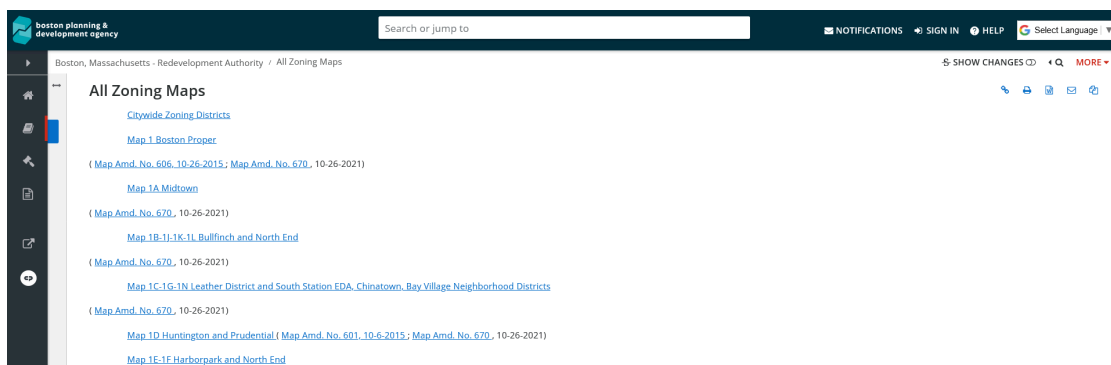 boston planning &
development agency
Search or jump to
NOTIFICATIONS SIGN IN HELP
G Select Language
Boston, Massachusetts - Redevelopment Authority / All Zoning Maps
SHOW CHANGES MORE
All Zoning Maps
Citywide Zoning Districts
Map 1 Boston Proper
( Map Amd. No. 606, 10-26-2015 ; Map Amd. No. 670 , 10-26-2021)
Map 1A Midtown
( Map Amd. No. 670 , 10-26-2021)
Map 1B-1J-1K-1L Bullfinch and North End
( Map Amd. No. 670 , 10-26-2021)
Map 1C-1G-1N Leather District and South Station EDA, Chinatown, Bay Village Neighborhood Districts
( Map Amd. No. 670 , 10-26-2021)
Map 1D Huntington and Prudential ( Map Amd. No. 601, 10-6-2015 ; Map Amd. No. 670 , 10-26-2021)
Map 1E-1F Harborpark and North End